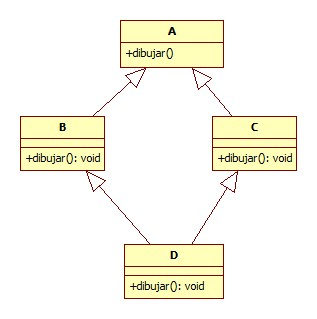 A
+dibujar()
B
+dibujar(): void
C
+dibujar(): void
D
+dibujar(): void